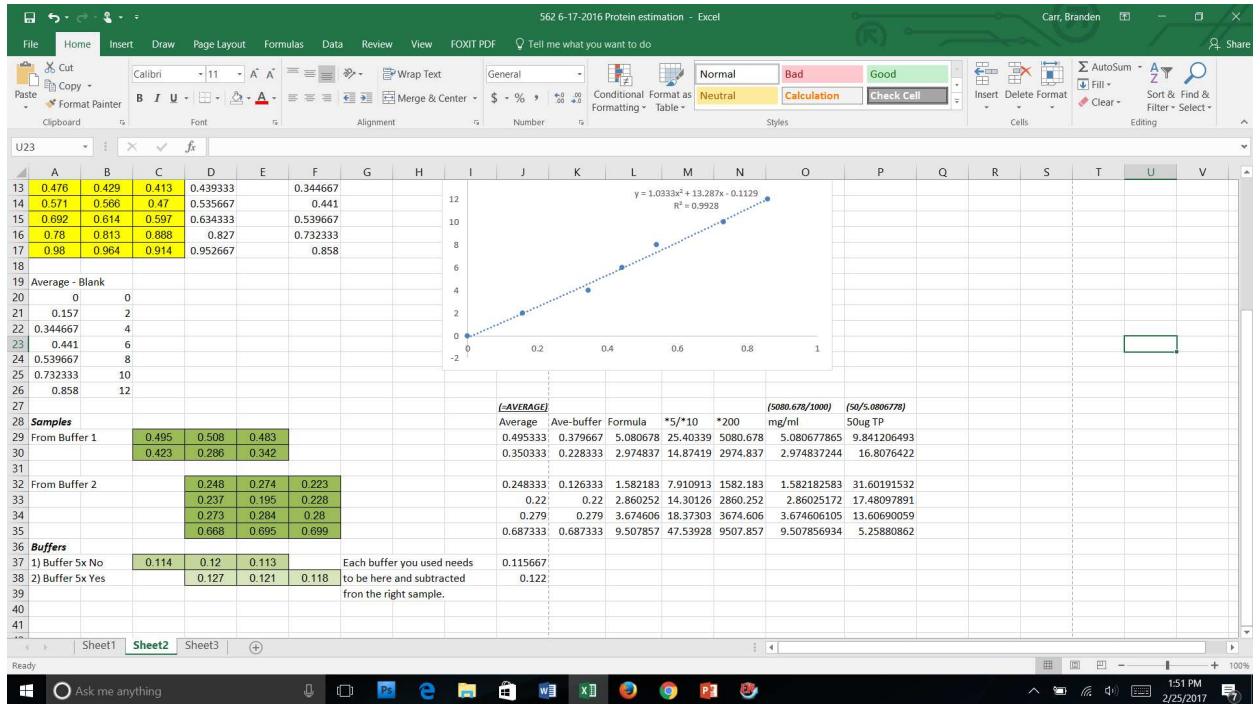 562 6-17-2016 Protein estimation - Excel
Carr, Branden
File Home Insert Draw Page Layout Formulas Data Review View FOXIT PDF Tell me what you want to do
Share
Paste
Cut
Copy
Format Painter
Calibri 11
B I U
Wrap Text
Merge & Center
General
$ - % ,
Conditional Formatting
Format as Table
Normal Bad Good
Neutral Calculation Check Cell
Insert Delete Format
AutoSum
Fill
Clear
Sort & Filter
Find & Select
Clipboard Font Alignment Number Styles Cells Editing
U23 fx
A B C D E F G H I J K L M N O P Q R S T U V
13 0.476 0.429 0.413 0.439333 0.344667
14 0.571 0.566 0.47 0.535667 0.441
15 0.692 0.614 0.597 0.634333 0.539667
16 0.78 0.813 0.888 0.827 0.732333
17 0.98 0.964 0.914 0.952667 0.858
y = 1.0333x² + 13.287x - 0.1129
R² = 0.9928
12
10
8
6
4
2
0
-2
0 0.2 0.4 0.6 0.8 1
18
19 Average - Blank
20 0 0
21 0.157 2
22 0.344667 4
23 0.441 6
24 0.539667 8
25 0.732333 10
26 0.858 12
27 (=AVERAGE) (5080.678/1000) (50/5.0806778)
28 Samples Average Ave-buffer Formula *5/*10 *200 mg/ml 50ug TP
29 From Buffer 1 0.495 0.508 0.483 0.495333 0.379667 5.080678 25.40339 5080.678 5.080677865 9.841206493
30 0.423 0.286 0.342 0.350333 0.228333 2.974837 14.87419 2974.837 2.974837244 16.8076422
31
32 From Buffer 2 0.248 0.274 0.223 0.248333 0.126333 1.582183 7.910913 1582.183 1.582182583 31.60191532
33 0.237 0.195 0.228 0.22 0.22 2.860252 14.30126 2860.252 2.86025172 17.48097891
34 0.273 0.284 0.28 0.279 0.279 3.674606 18.37303 3674.606 3.674606105 13.60690059
35 0.668 0.695 0.699 0.687333 0.687333 9.507857 47.53928 9507.857 9.507856934 5.25880862
36 Buffers
37 1) Buffer 5x No 0.114 0.12 0.113 Each buffer you used needs 0.115667
38 2) Buffer 5x Yes 0.127 0.121 0.118 to be here and subtracted 0.122
39 fron the right sample.
40
41
Sheet1 Sheet2 Sheet3
Ready
100%
Ask me anything
1:51 PM
2/25/2017